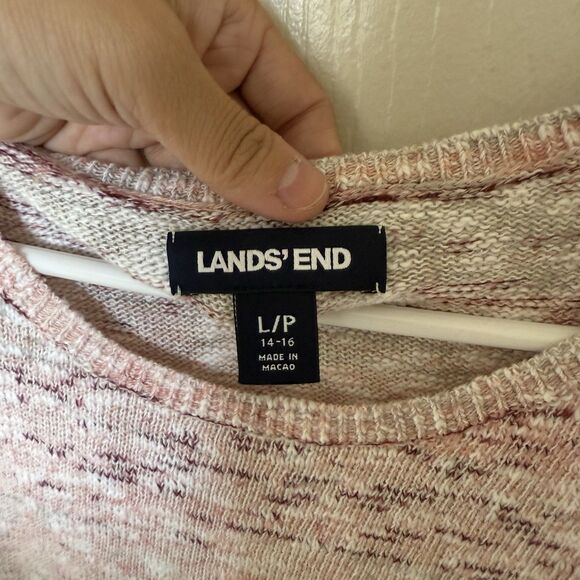 LANDS' END
L/P
14-16
MADE IN
MACAO